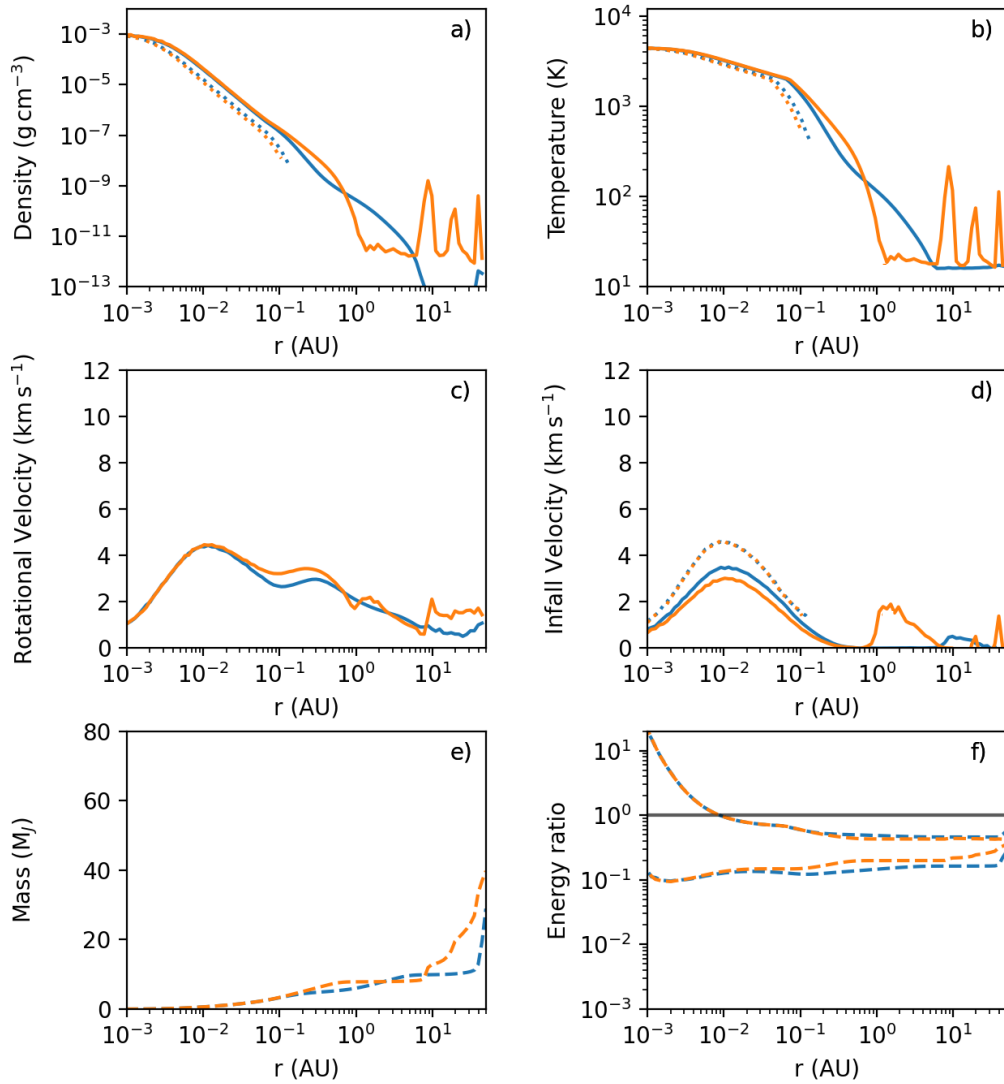 a)
Density (g cm⁻³)
10⁻³
10⁻⁵
10⁻⁷
10⁻⁹
10⁻¹¹
10⁻¹³
10⁻³ 10⁻² 10⁻¹ 10⁰ 10¹
r (AU)
b)
Temperature (K)
10⁴
10³
10²
10¹
10⁻³ 10⁻² 10⁻¹ 10⁰ 10¹
r (AU)
c)
Rotational Velocity (km s⁻¹)
12
10
8
6
4
2
0
10⁻³ 10⁻² 10⁻¹ 10⁰ 10¹
r (AU)
d)
Infall Velocity (km s⁻¹)
12
10
8
6
4
2
0
10⁻³ 10⁻² 10⁻¹ 10⁰ 10¹
r (AU)
e)
Mass (M_J)
80
60
40
20
0
10⁻³ 10⁻² 10⁻¹ 10⁰ 10¹
r (AU)
f)
Energy ratio
10¹
10⁰
10⁻¹
10⁻²
10⁻³
10⁻³ 10⁻² 10⁻¹ 10⁰ 10¹
r (AU)